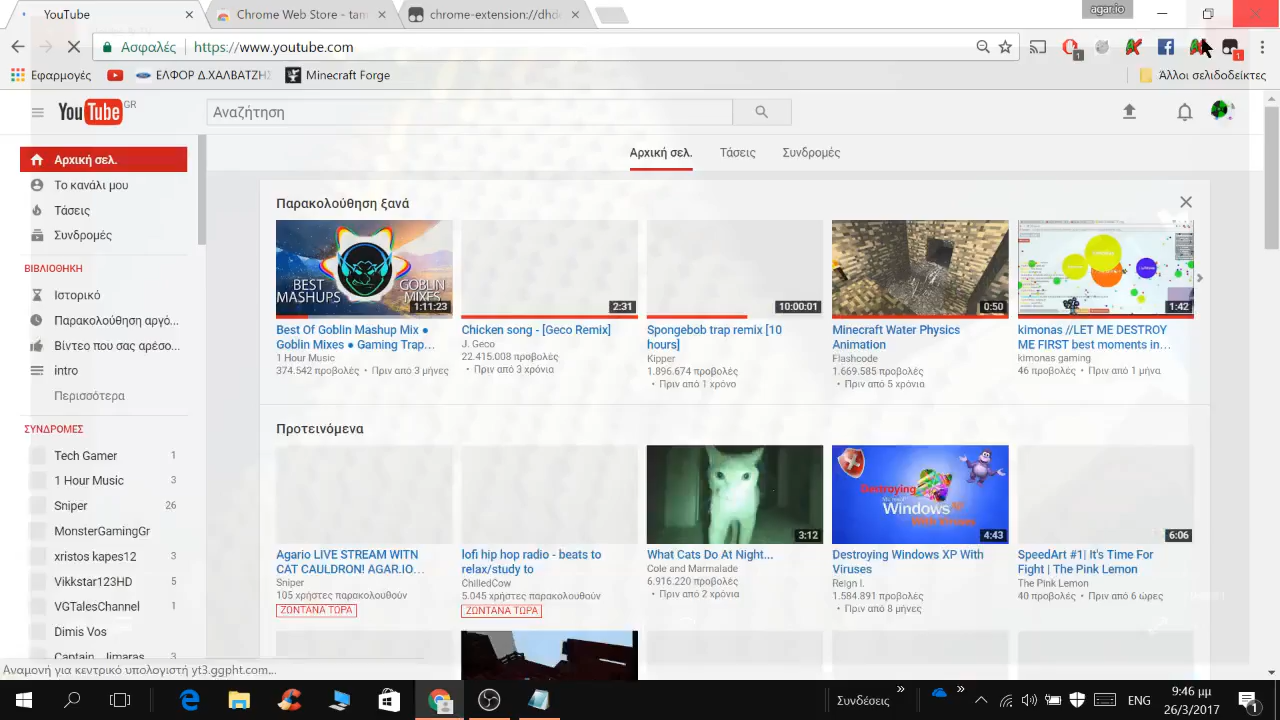 YouTube
Chrome Web Store - tam
chrome-extension://dhde
agar.io
Ασφαλές
https://www.youtube.com
1
1
Εφαρμογές
ΕΛΦΟΡ Δ.ΧΑΛΒΑΤΖΗΣ
Minecraft Forge
Άλλοι σελιδοδείκτες
YouTube GR
Αναζήτηση
Αρχική σελ.
Τάσεις
Συνδρομές
Αρχική σελ.
Το κανάλι μου
Τάσεις
Συνδρομές
ΒΙΒΛΙΟΘΗΚΗ
Ιστορικό
Παρακολούθηση αργό...
Βίντεο που σας αρέσο...
intro
Περισσότερα
ΣΥΝΔΡΟΜΕΣ
Tech Gamer 1
1 Hour Music 3
Sniper 26
MonsterGamingGr
xristos kapes12 3
Vikkstar123HD 5
VGTalesChannel 1
Dimis Vos
Captain Jimaras 3
Παρακολούθηση ξανά
BEST OF GOBLIN
MASHUPS MIXES
1:11:23
2:31
10:00:01
0:50
1:42
Best Of Goblin Mashup Mix ●
Goblin Mixes ● Gaming Trap...
1 Hour Music
374.542 προβολές • Πριν από 3 μήνες
Chicken song - [Geco Remix]
J. Geco
22.415.008 προβολές
• Πριν από 3 χρόνια
Spongebob trap remix [10
hours]
Kipper
1.896.674 προβολές
• Πριν από 1 χρόνο
Minecraft Water Physics
Animation
Flashcode
1.669.585 προβολές
• Πριν από 5 χρόνια
kimonas //LET ME DESTROY
ME FIRST best moments in...
kimonas gaming
46 προβολές • Πριν από 1 μήνα
Προτεινόμενα
Destroying
Windows XP
With Viruses
3:12
4:43
6:06
Agario LIVE STREAM WITN
CAT CAULDRON! AGAR.IO...
Sniper
105 χρήστες παρακολουθούν
ΖΩΝΤΑΝΑ ΤΩΡΑ
lofi hip hop radio - beats to
relax/study to
ChilledCow
5.045 χρήστες παρακολουθούν
ΖΩΝΤΑΝΑ ΤΩΡΑ
What Cats Do At Night...
Cole and Marmalade
6.916.220 προβολές
• Πριν από 2 χρόνια
Destroying Windows XP With
Viruses
Reign I.
1.584.891 προβολές
• Πριν από 8 μήνες
SpeedArt #1| It's Time For
Fight | The Pink Lemon
The Pink Lemon
40 προβολές • Πριν από 6 ώρες
Αναμονή για κεντρικό υπολογιστή yt3.ggpht.com...
Συνδέσεις
ENG
9:46 μμ
26/3/2017
1